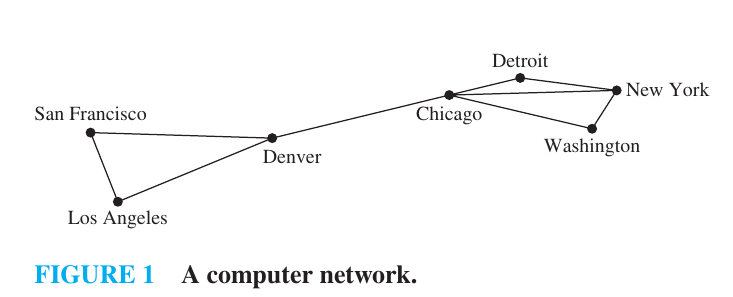 Detroit
San Francisco
New York
Chicago
Denver
Washington
Los Angeles
FIGURE 1 A computer network.